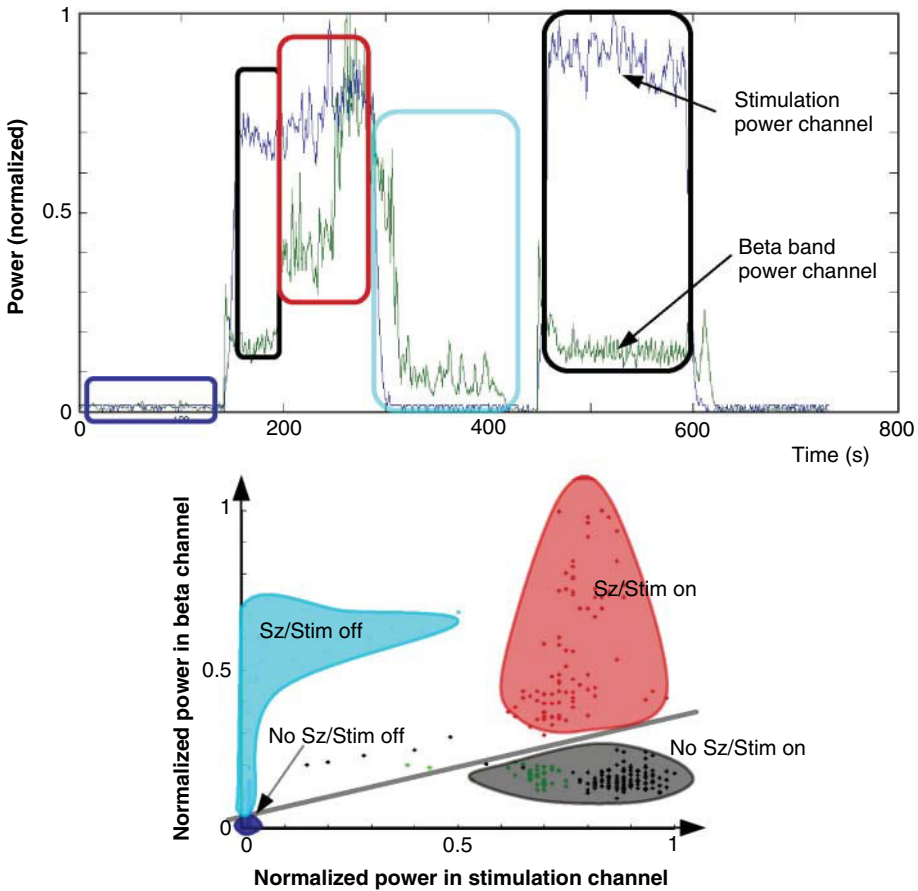 Power (normalized)
1
0.5
0
Stimulation
power channel
Beta band
power channel
0
200
400
600
800
Time (s)
Normalized power in beta channel
1
0.5
0
Sz/Stim off
Sz/Stim on
No Sz/Stim off
No Sz/Stim on
0
0.5
1
Normalized power in stimulation channel